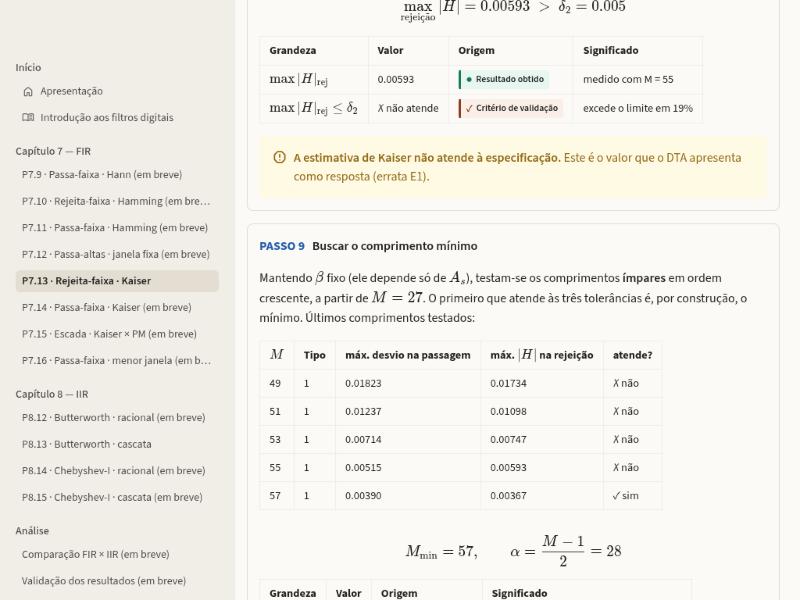 Início
Apresentação
Introdução aos filtros digitais
Capítulo 7 — FIR
P7.9 · Passa-faixa · Hann (em breve)
P7.10 · Rejeita-faixa · Hamming (em bre…
P7.11 · Passa-faixa · Hamming (em breve)
P7.12 · Passa-altas · janela fixa (em breve)
P7.13 · Rejeita-faixa · Kaiser
P7.14 · Passa-faixa · Kaiser (em breve)
P7.15 · Escada · Kaiser × PM (em breve)
P7.16 · Passa-faixa · menor janela (em b…
Capítulo 8 — IIR
P8.12 · Butterworth · racional (em breve)
P8.13 · Butterworth · cascata
P8.14 · Chebyshev-I · racional (em breve)
P8.15 · Chebyshev-I · cascata (em breve)
Análise
Comparação FIR × IIR (em breve)
Validação dos resultados (em breve)
max |H| = 0.00593 > δ₂ = 0.005
rejeição
Grandeza Valor Origem Significado
max |H|rej 0.00593 ● Resultado obtido medido com M = 55
max |H|rej ≤ δ₂ ✗ não atende ✓ Critério de validação excede o limite em 19%
A estimativa de Kaiser não atende à especificação. Este é o valor que o DTA apresenta
como resposta (errata E1).
PASSO 9 Buscar o comprimento mínimo
Mantendo β fixo (ele depende só de Aₛ), testam-se os comprimentos ímpares em ordem
crescente, a partir de M = 27. O primeiro que atende às três tolerâncias é, por construção, o
mínimo. Últimos comprimentos testados:
M Tipo máx. desvio na passagem máx. |H| na rejeição atende?
49 1 0.01823 0.01734 ✗ não
51 1 0.01237 0.01098 ✗ não
53 1 0.00714 0.00747 ✗ não
55 1 0.00515 0.00593 ✗ não
57 1 0.00390 0.00367 ✓ sim
Mmin = 57, α = (M − 1)/2 = 28
Grandeza Valor Origem Significado